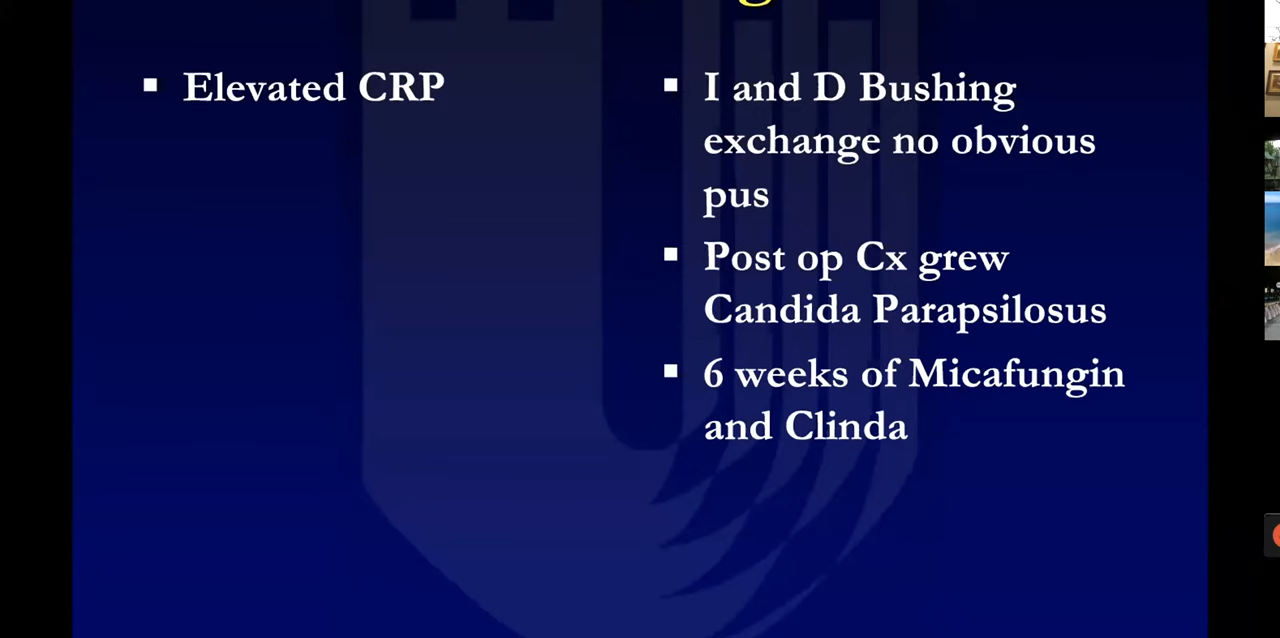 ▪ Elevated CRP
▪ I and D Bushing
exchange no obvious
pus
▪ Post op Cx grew
Candida Parapsilosus
▪ 6 weeks of Micafungin
and Clinda